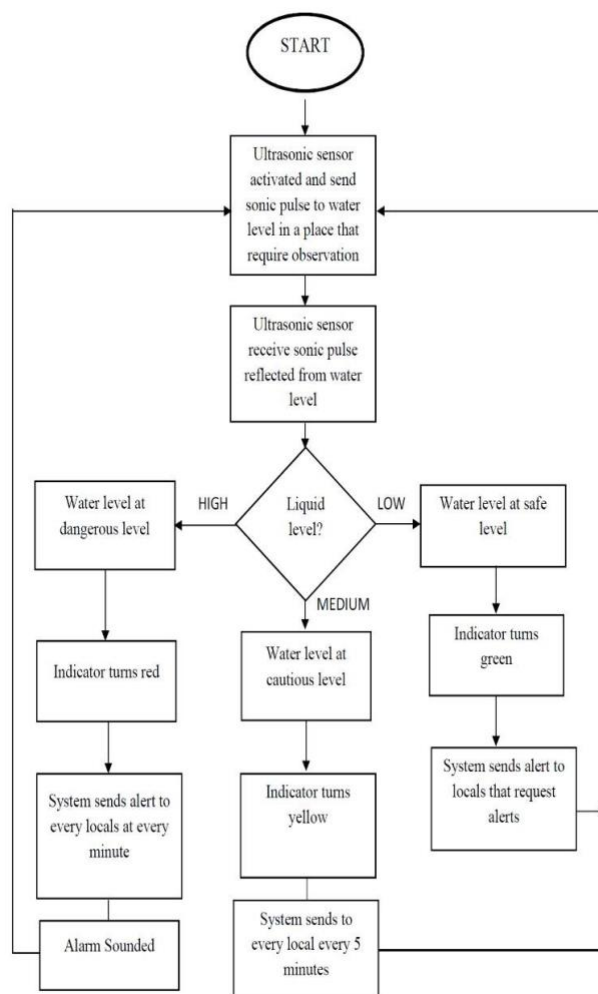 START
Ultrasonic sensor
activated and send
sonic pulse to water
level in a place that
require observation
Ultrasonic sensor
receive sonic pulse
reflected from water
level
Liquid
level?
HIGH
LOW
MEDIUM
Water level at
dangerous level
Indicator turns red
System sends alert to
every locals at every
minute
Alarm Sounded
Water level at
cautious level
Indicator turns
yellow
System sends to
every local every 5
minutes
Water level at safe
level
Indicator turns
green
System sends alert to
locals that request
alerts